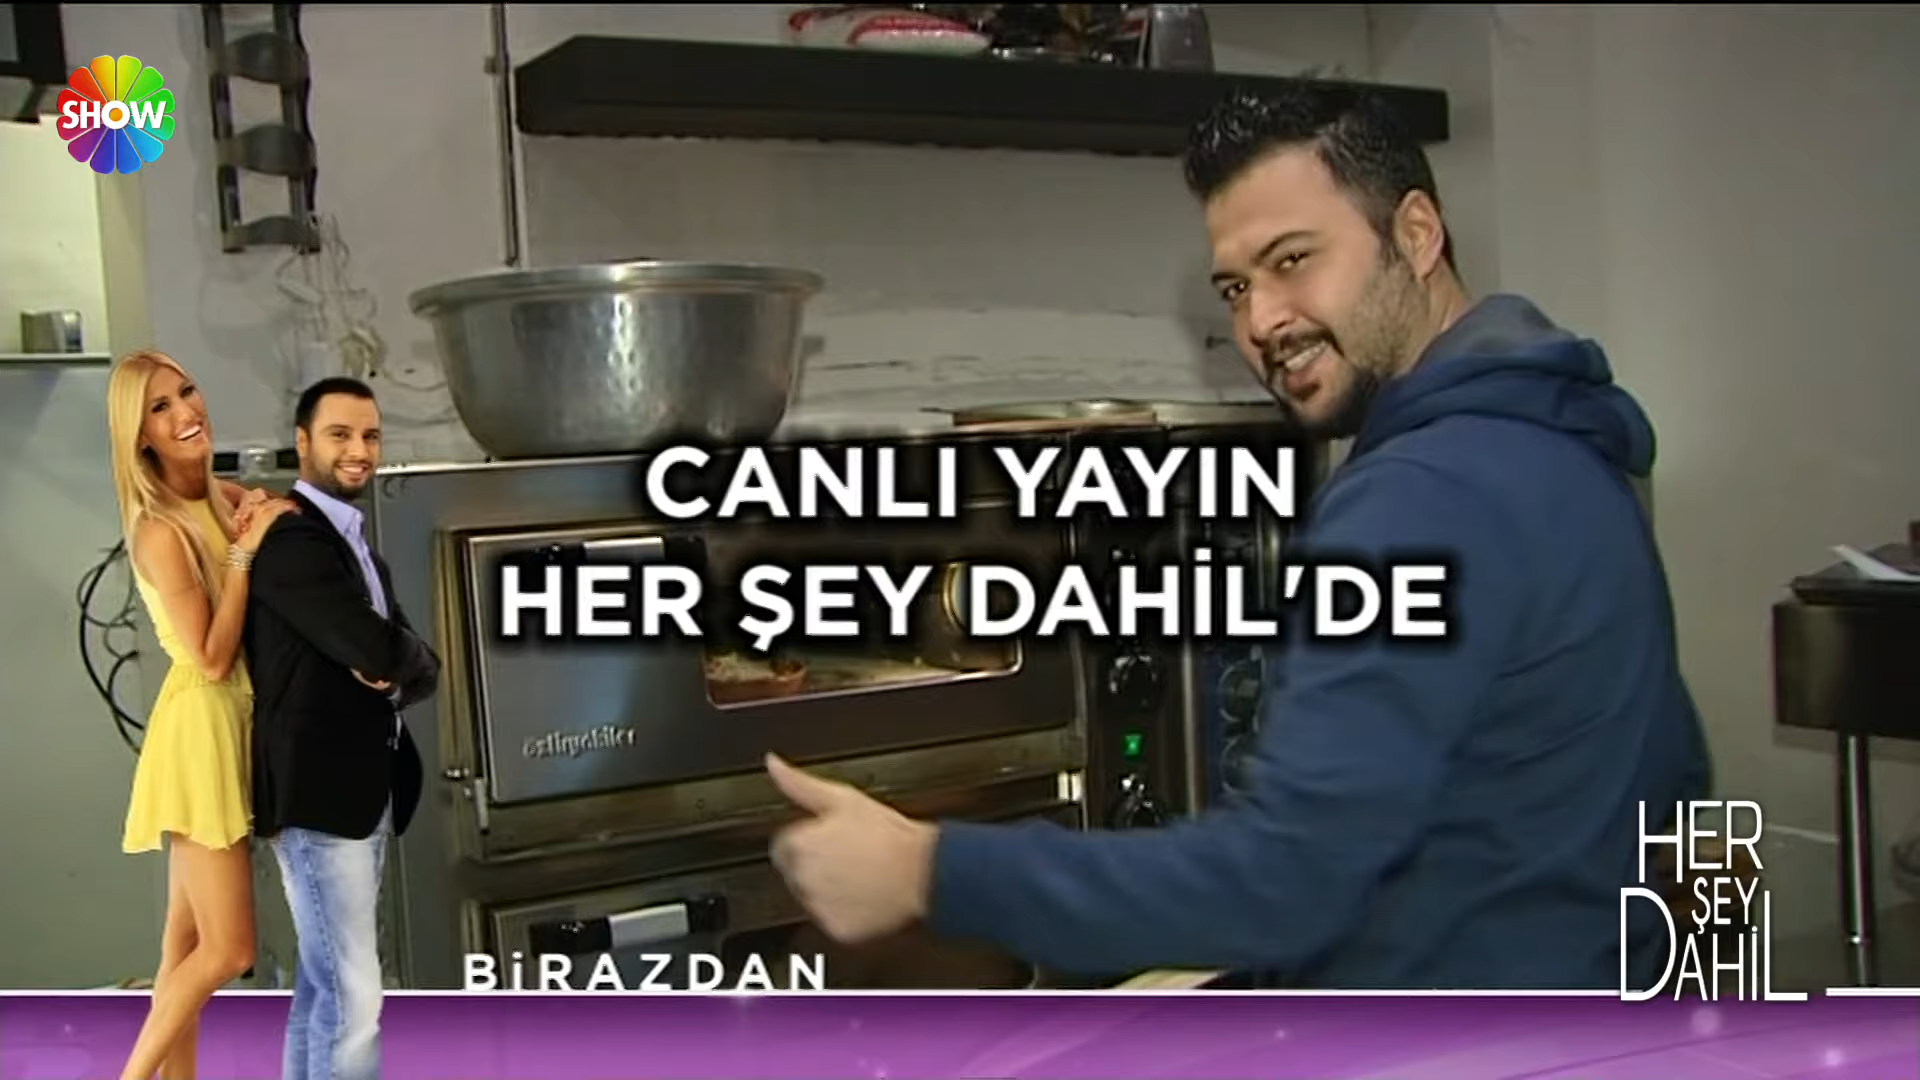 SHOW
CANLI YAYIN
HER ŞEY DAHİL'DE
BİRAZDAN
HER
ŞEY
DAHİL